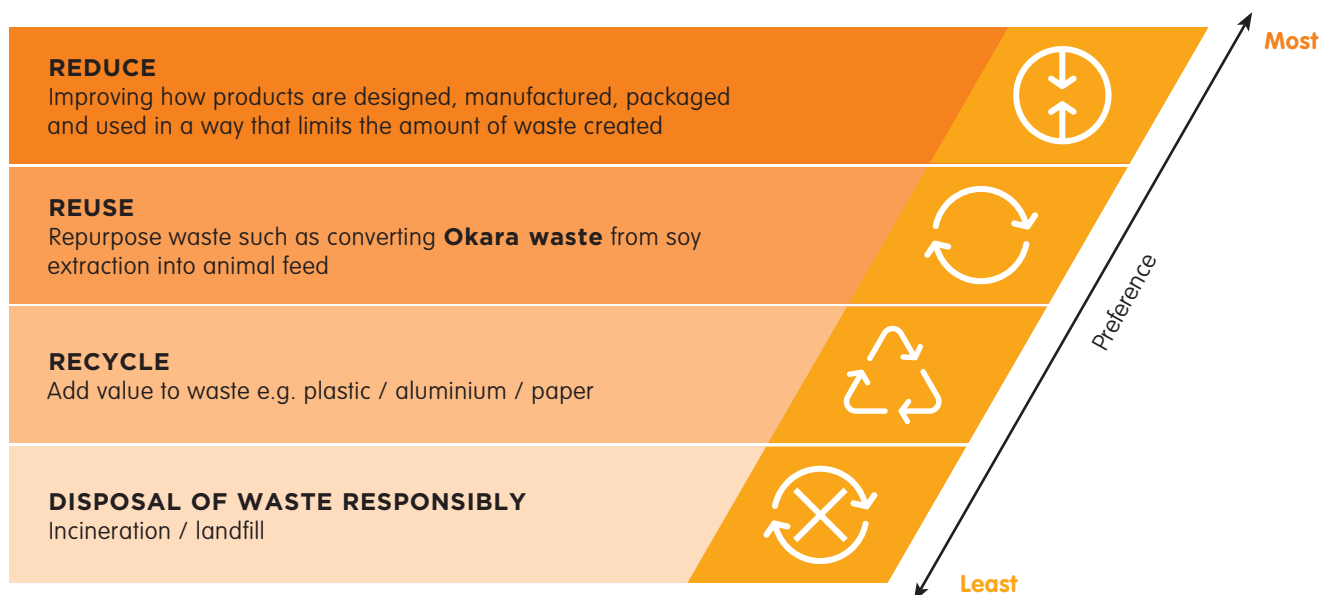 Most
REDUCE
Improving how products are designed, manufactured, packaged
and used in a way that limits the amount of waste created
REUSE
Repurpose waste such as converting Okara waste from soy
extraction into animal feed
Preference
RECYCLE
Add value to waste e.g. plastic / aluminium / paper
DISPOSAL OF WASTE RESPONSIBLY
Incineration / landfill
Least